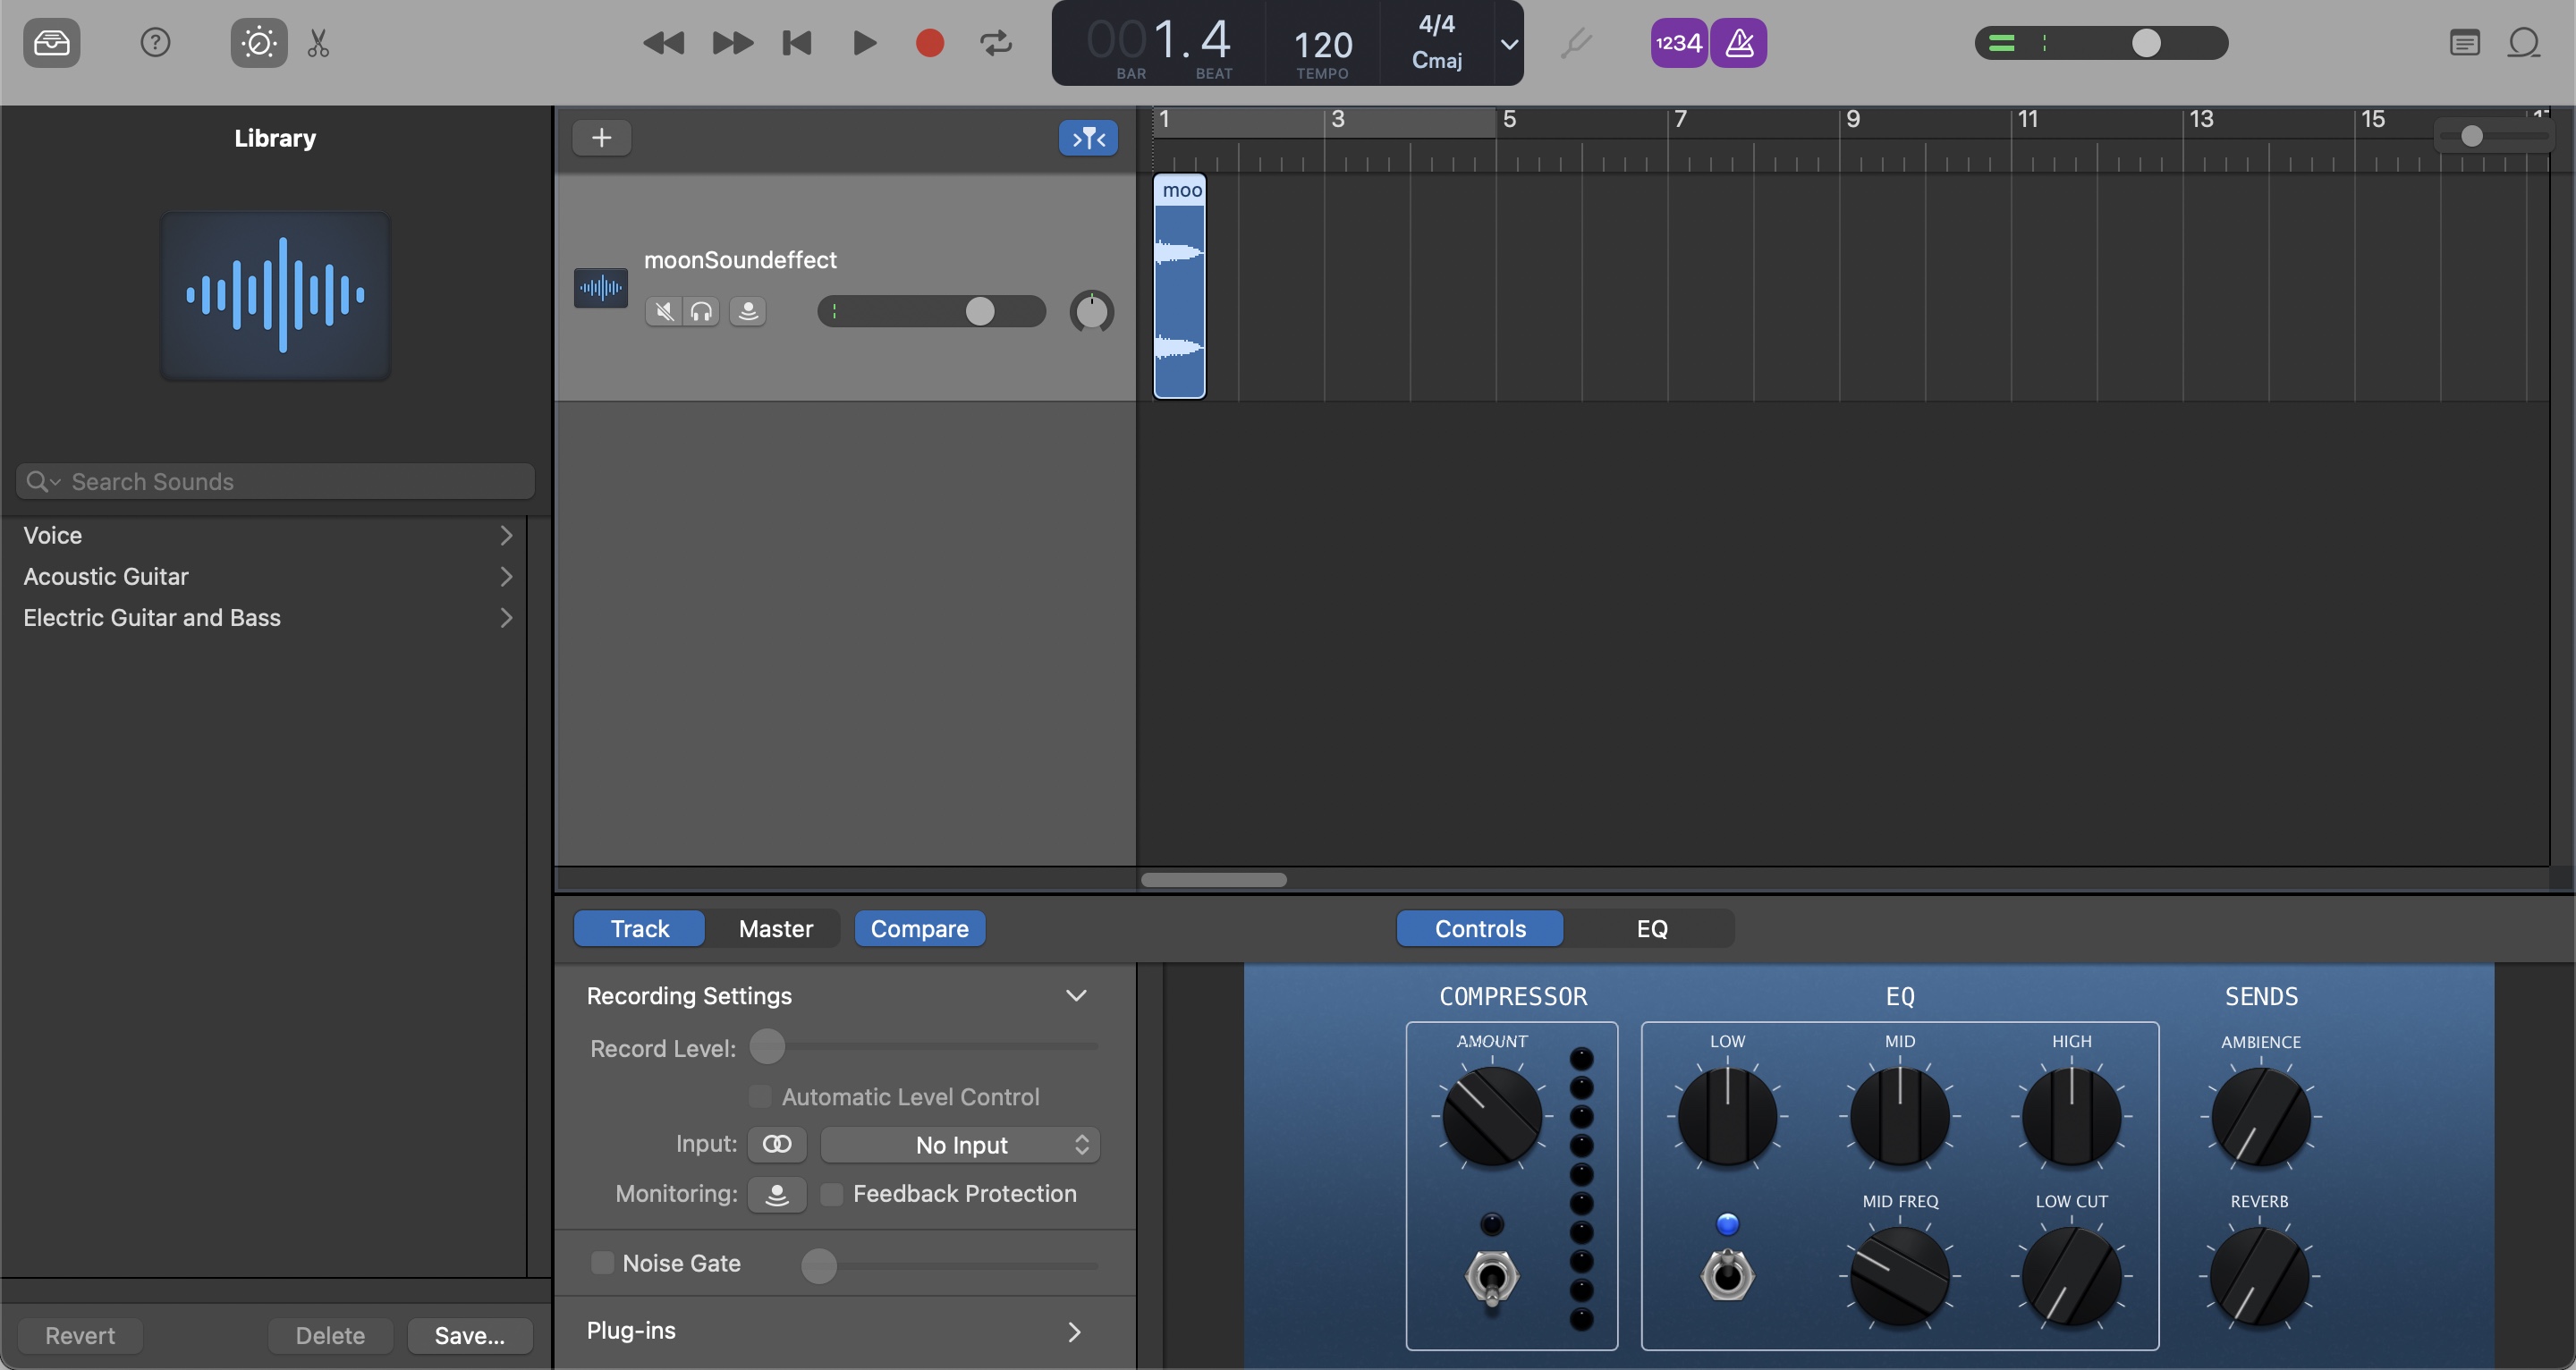 001.4
BAR BEAT
120
TEMPO
4/4
Cmaj
1234
Library
1 3 5 7 9 11 13 15
moo
moonSoundeffect
Search Sounds
Voice
Acoustic Guitar
Electric Guitar and Bass
Track Master Compare
Controls EQ
Recording Settings
Record Level:
Automatic Level Control
Input: No Input
Monitoring: Feedback Protection
Noise Gate
Plug-ins
COMPRESSOR EQ SENDS
AMOUNT LOW MID HIGH AMBIENCE
MID FREQ LOW CUT REVERB
Revert Delete Save...